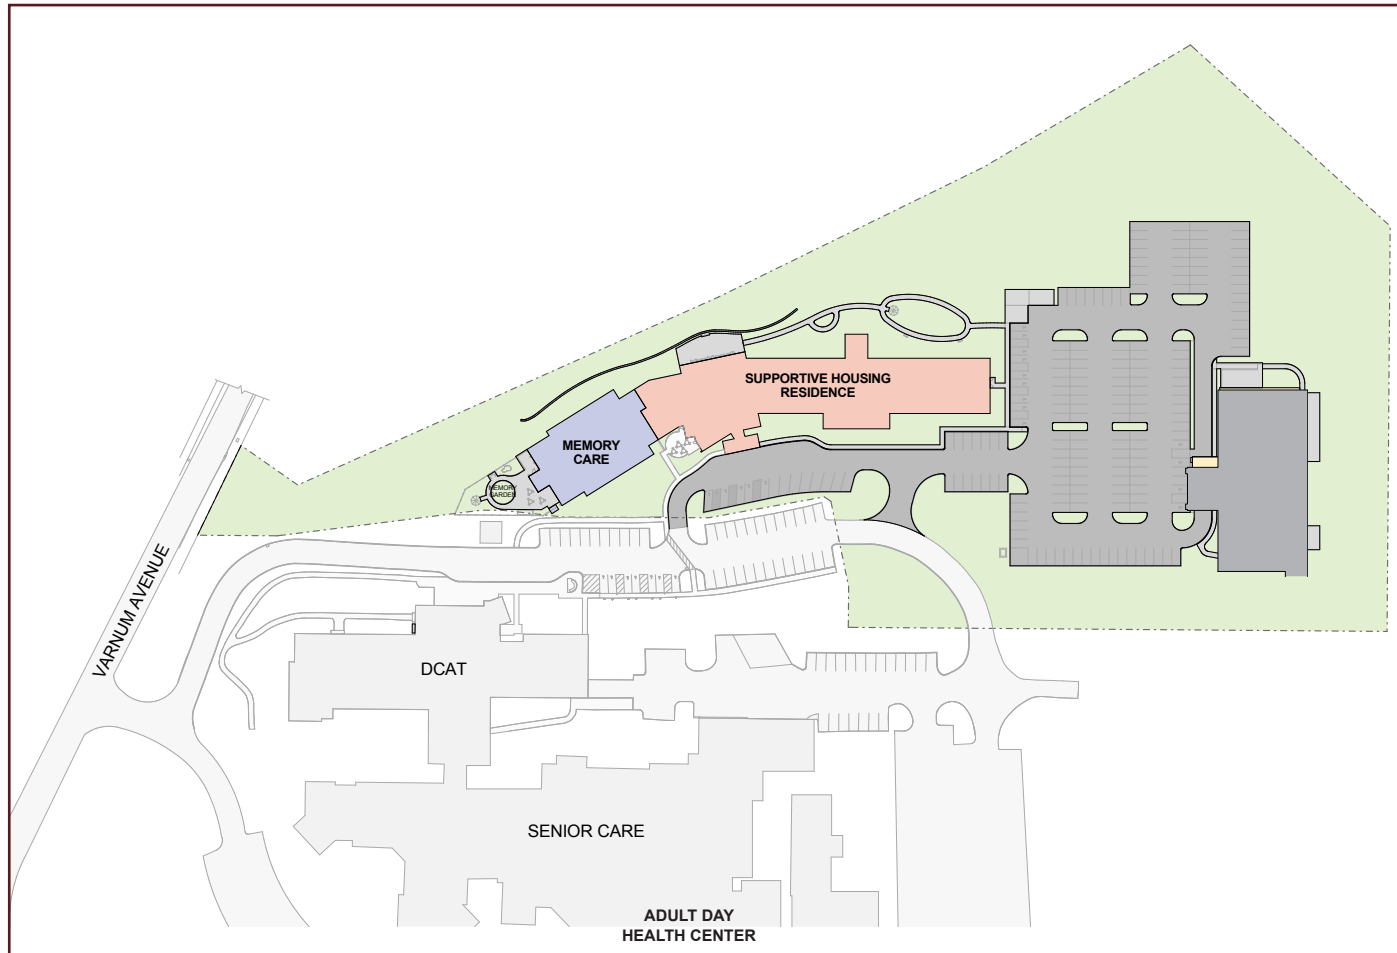 SUPPORTIVE HOUSING
RESIDENCE
MEMORY
CARE
MEMORY
GARDEN
VARNUM AVENUE
DCAT
SENIOR CARE
ADULT DAY
HEALTH CENTER